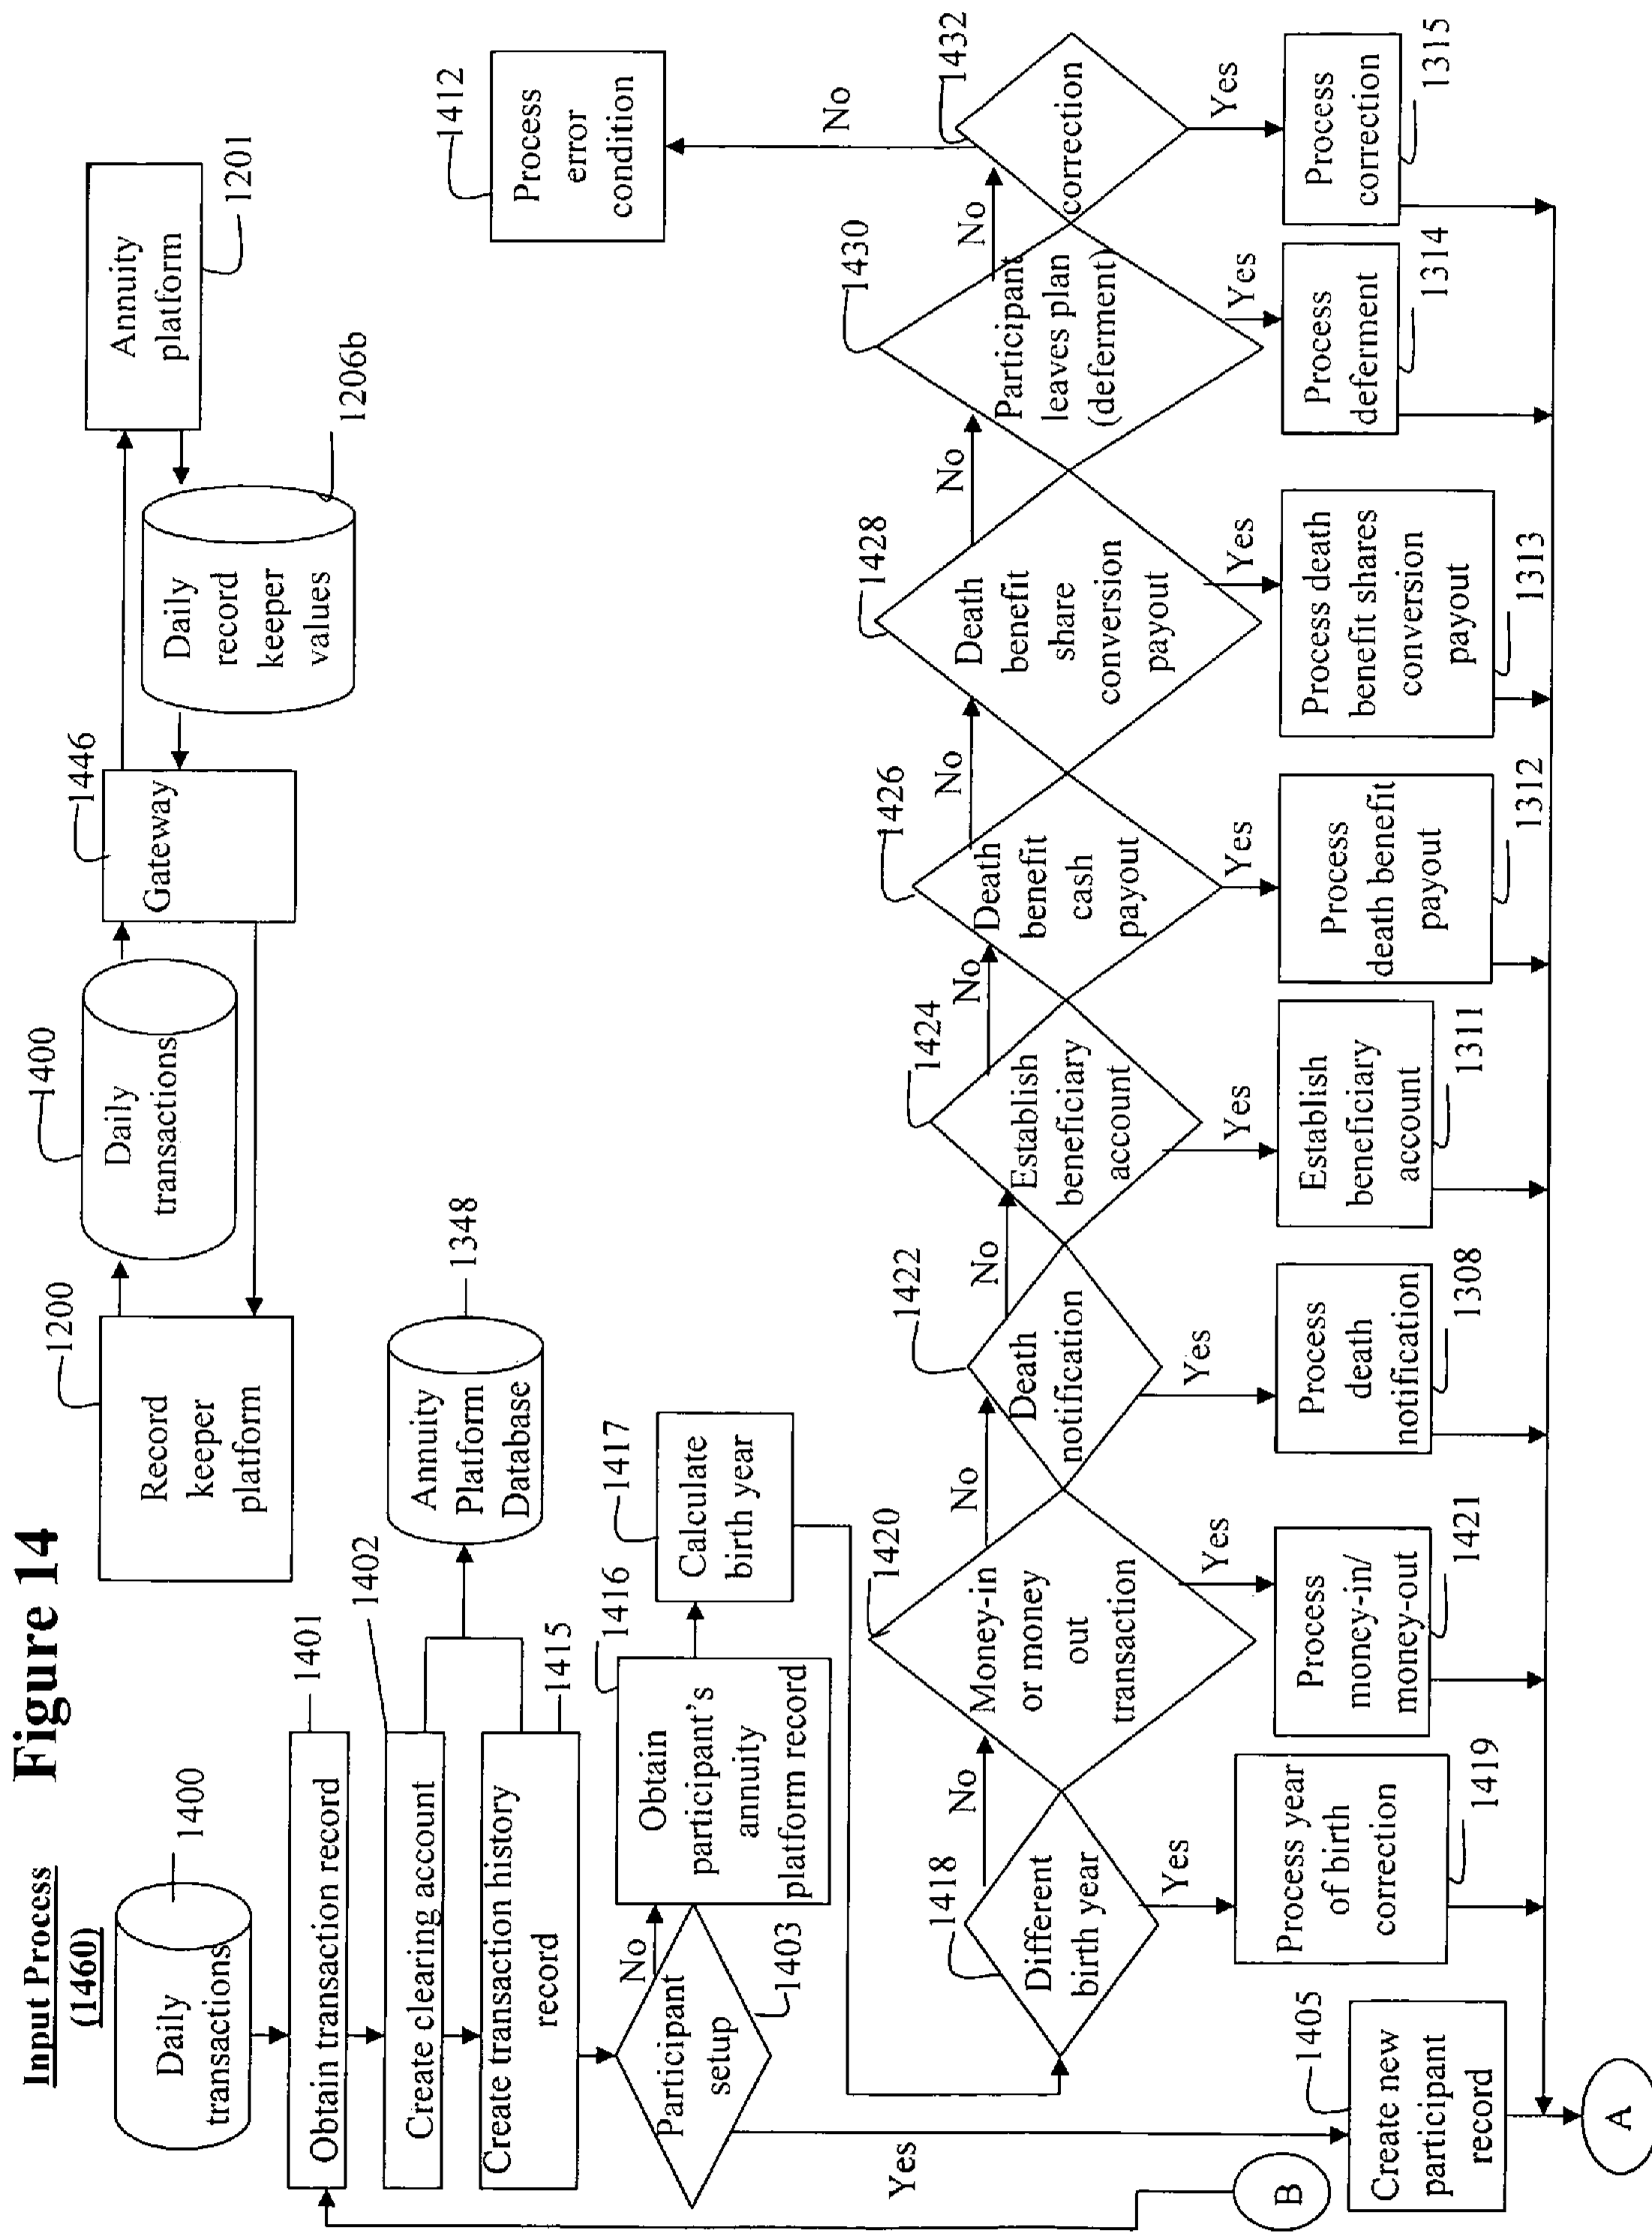 Figure 14
Input Process
(1460)
1400
Daily
transactions
1401
Obtain transaction record
1402
Create clearing account
Create transaction history
record
1415
Annuity
Platform
Database
1348
1200
Record
keeper
platform
1400
Daily
transactions
1446
Gateway
Annuity
platform
1201
Daily
record
keeper
values
1206b
Participant
setup
1403
No
Yes
1416
Obtain
participant's
annuity
platform record
1417
Calculate
birth year
1412
Process
error
condition
No
1418
Different
birth year
No
Yes
1420
Money-in
or money
out
transaction
No
Yes
1422
Death
notification
No
Yes
1424
Establish
beneficiary
account
No
Yes
1426
Death
benefit
cash
payout
No
Yes
1428
Death
benefit
share
conversion
payout
No
Yes
1430
Participant
leaves plan
(deferment)
No
Yes
1432
correction
Yes
B
1405
Create new
participant
record
Process year
of birth
correction
1419
Process
money-in/
money-out
1421
Process
death
notification
1308
Establish
beneficiary
account
1311
Process
death benefit
payout
1312
Process death
benefit shares
conversion
payout
1313
Process
deferment
1314
Process
correction
1315
A